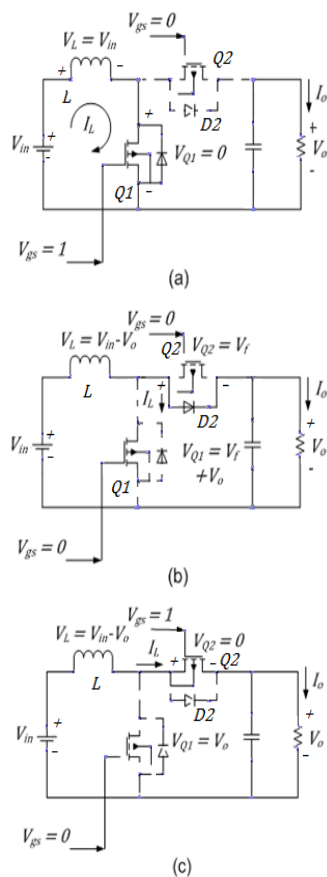 Vgs=0
VL=Vin
Q2
+ -
L
D2
Io
+
IL
Vin
+
-
VQ1=0
+
Vo
-
Q1
-
Vgs=1
(a)
Vgs=0
VL=Vin-Vo
Q2
VQ2=Vf
L
+ -
IL
D2
Io
+
Vin
+
-
VQ1=Vf
+Vo
Vo
-
Q1
Vgs=0
(b)
Vgs=1
VL=Vin-Vo
IL
VQ2=0
+ - Q2
L
D2
Io
+
Vin
+
-
VQ1=Vo
Vo
-
Vgs=0
(c)